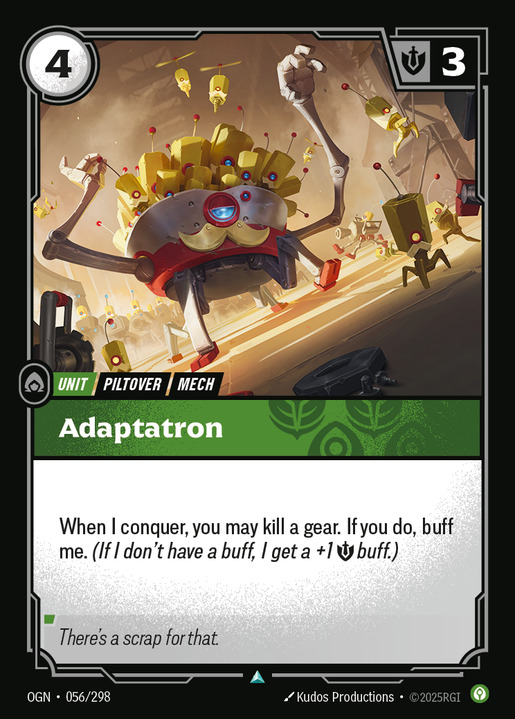 4
3
UNIT PILTOVER MECH
Adaptatron
When I conquer, you may kill a gear. If you do, buff
me. (If I don't have a buff, I get a +1 buff.)
There's a scrap for that.
OGN • 056/298 Kudos Productions • ©2025RGI